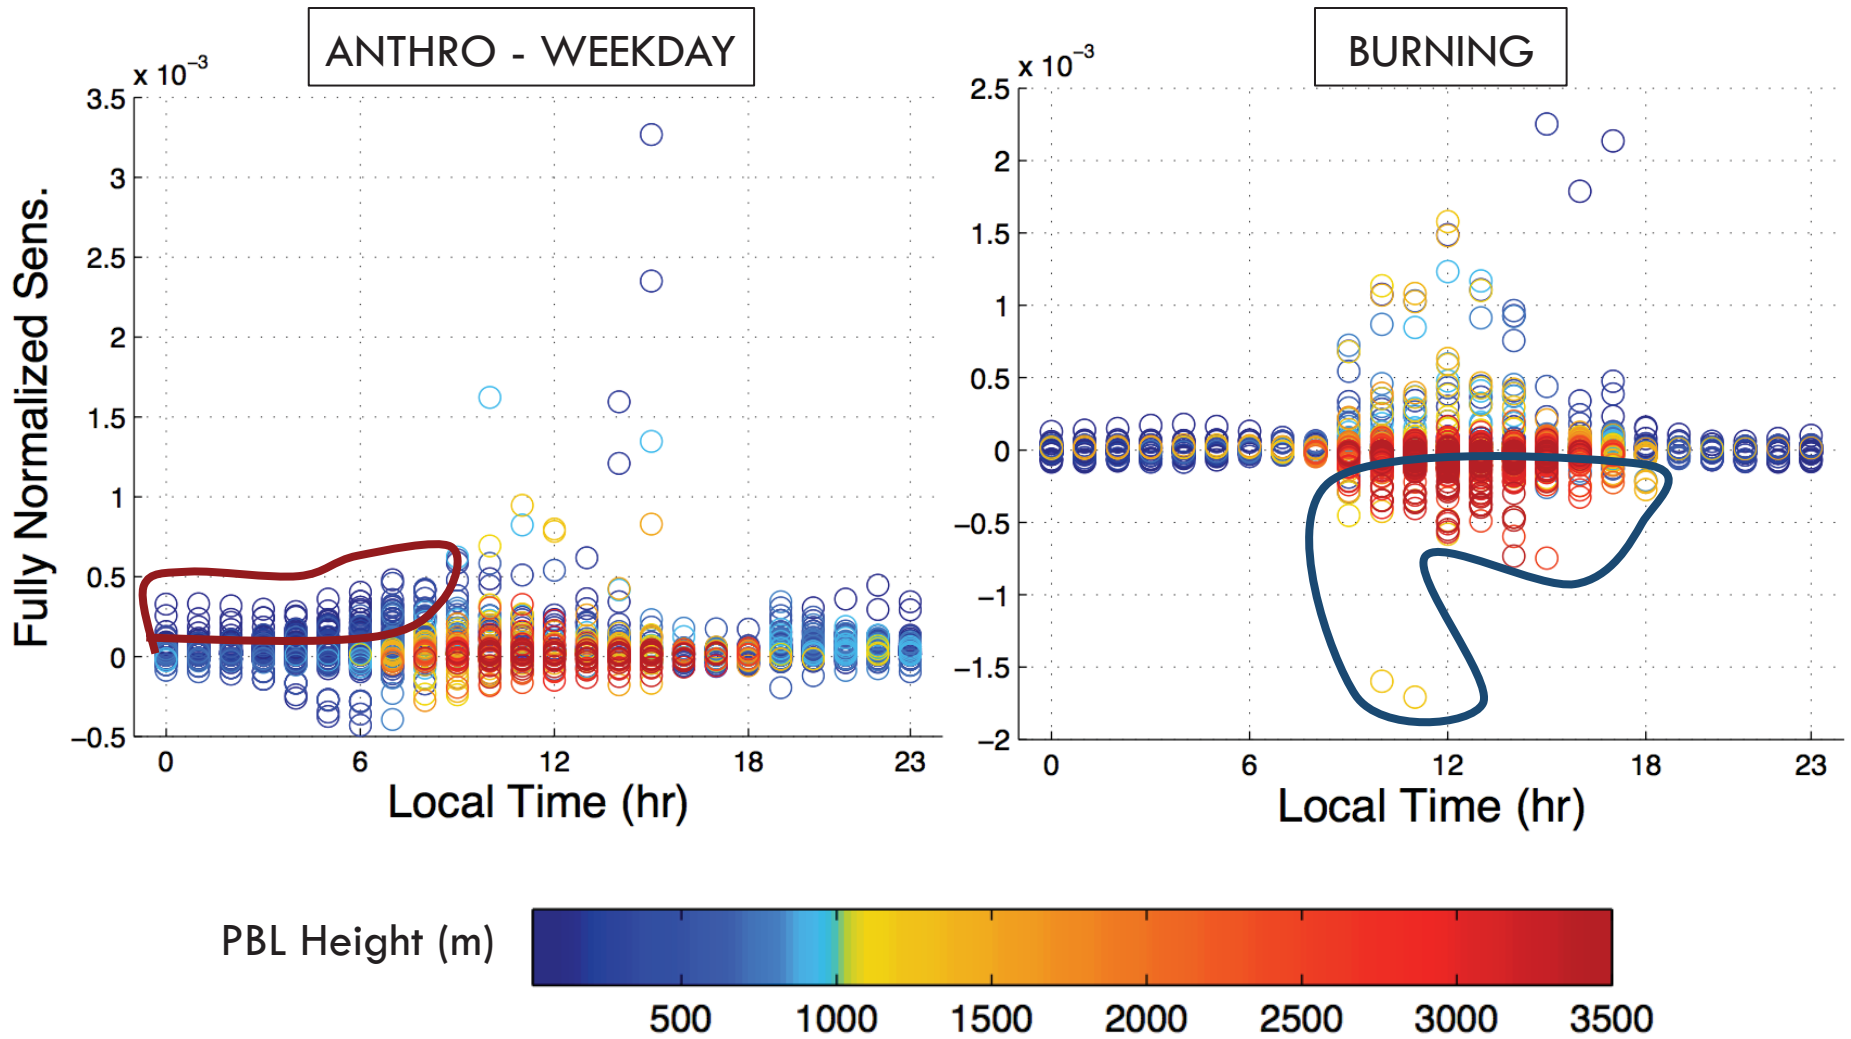 ANTHRO - WEEKDAY
x 10⁻³
3.5
3
2.5
2
1.5
1
0.5
0
−0.5
0 6 12 18 23
Fully Normalized Sens.
Local Time (hr)
BURNING
x 10⁻³
2.5
2
1.5
1
0.5
0
−0.5
−1
−1.5
−2
0 6 12 18 23
Local Time (hr)
PBL Height (m)
500 1000 1500 2000 2500 3000 3500